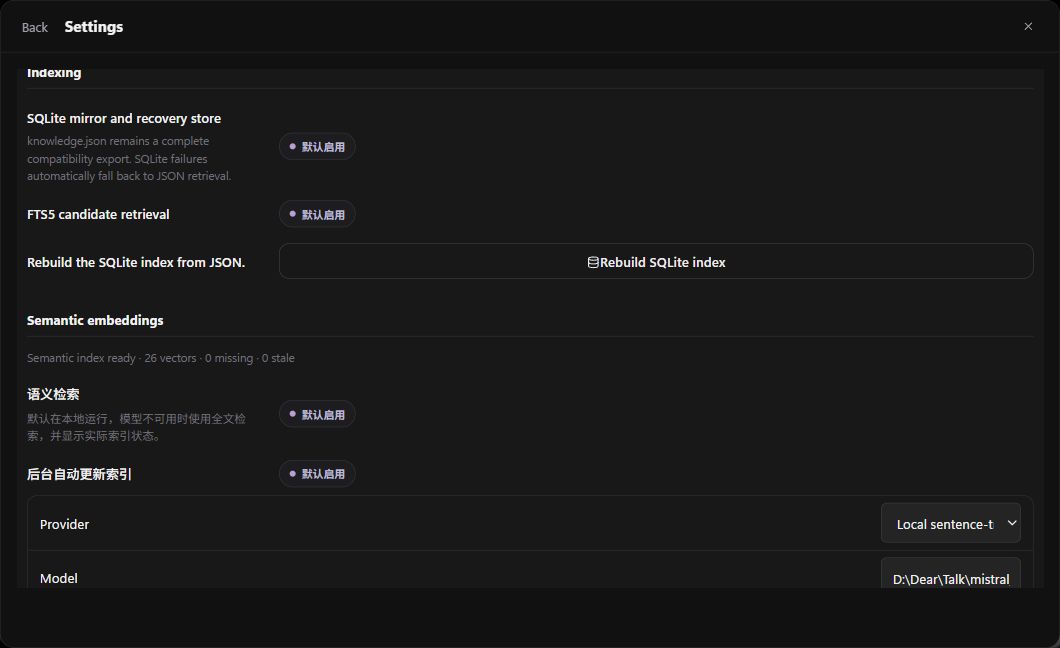 Back Settings
Indexing
SQLite mirror and recovery store
knowledge.json remains a complete
compatibility export. SQLite failures
automatically fall back to JSON retrieval.
默认启用
FTS5 candidate retrieval
默认启用
Rebuild the SQLite index from JSON.
Rebuild SQLite index
Semantic embeddings
Semantic index ready · 26 vectors · 0 missing · 0 stale
语义检索
默认在本地运行，模型不可用时使用全文检
索，并显示实际索引状态。
默认启用
后台自动更新索引
默认启用
Provider
Local sentence-t
Model
D:\Dear\Talk\mistral